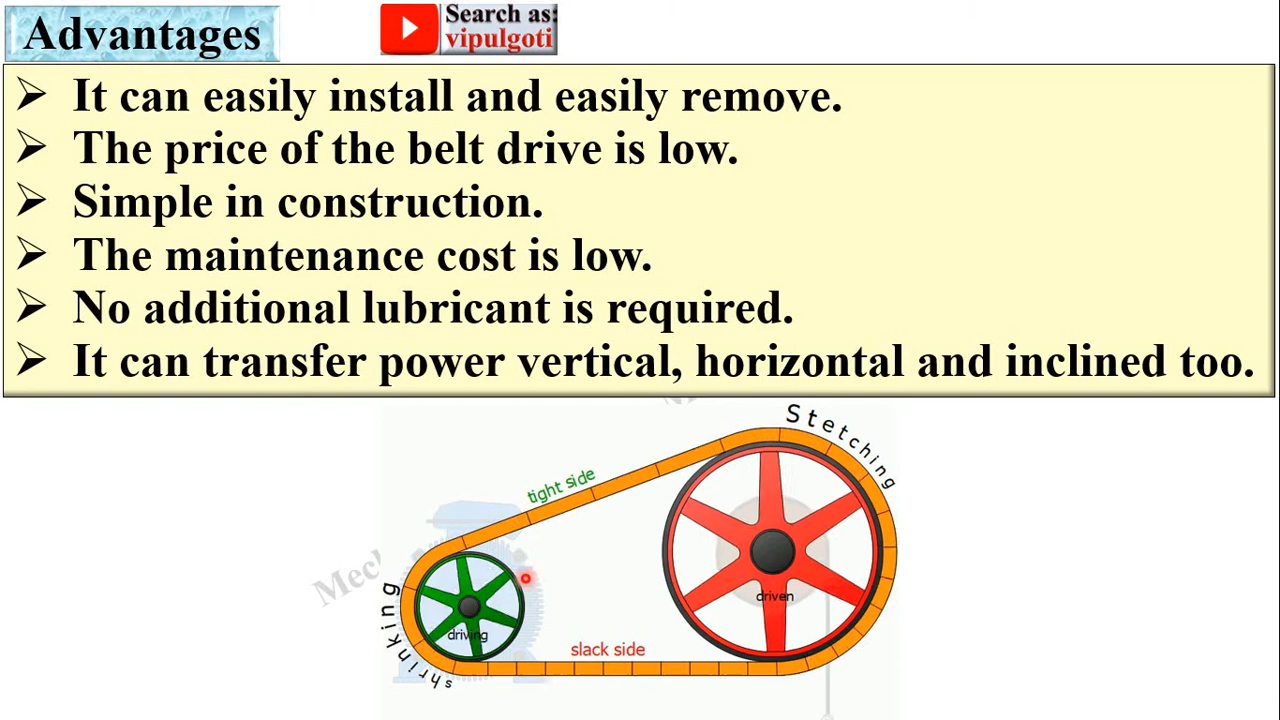 Advantages
Search as:
vipulgoti
➢ It can easily install and easily remove.
➢ The price of the belt drive is low.
➢ Simple in construction.
➢ The maintenance cost is low.
➢ No additional lubricant is required.
➢ It can transfer power vertical, horizontal and inclined too.
Stetching
tight side
Mech
driven
shrinking
driving
slack side